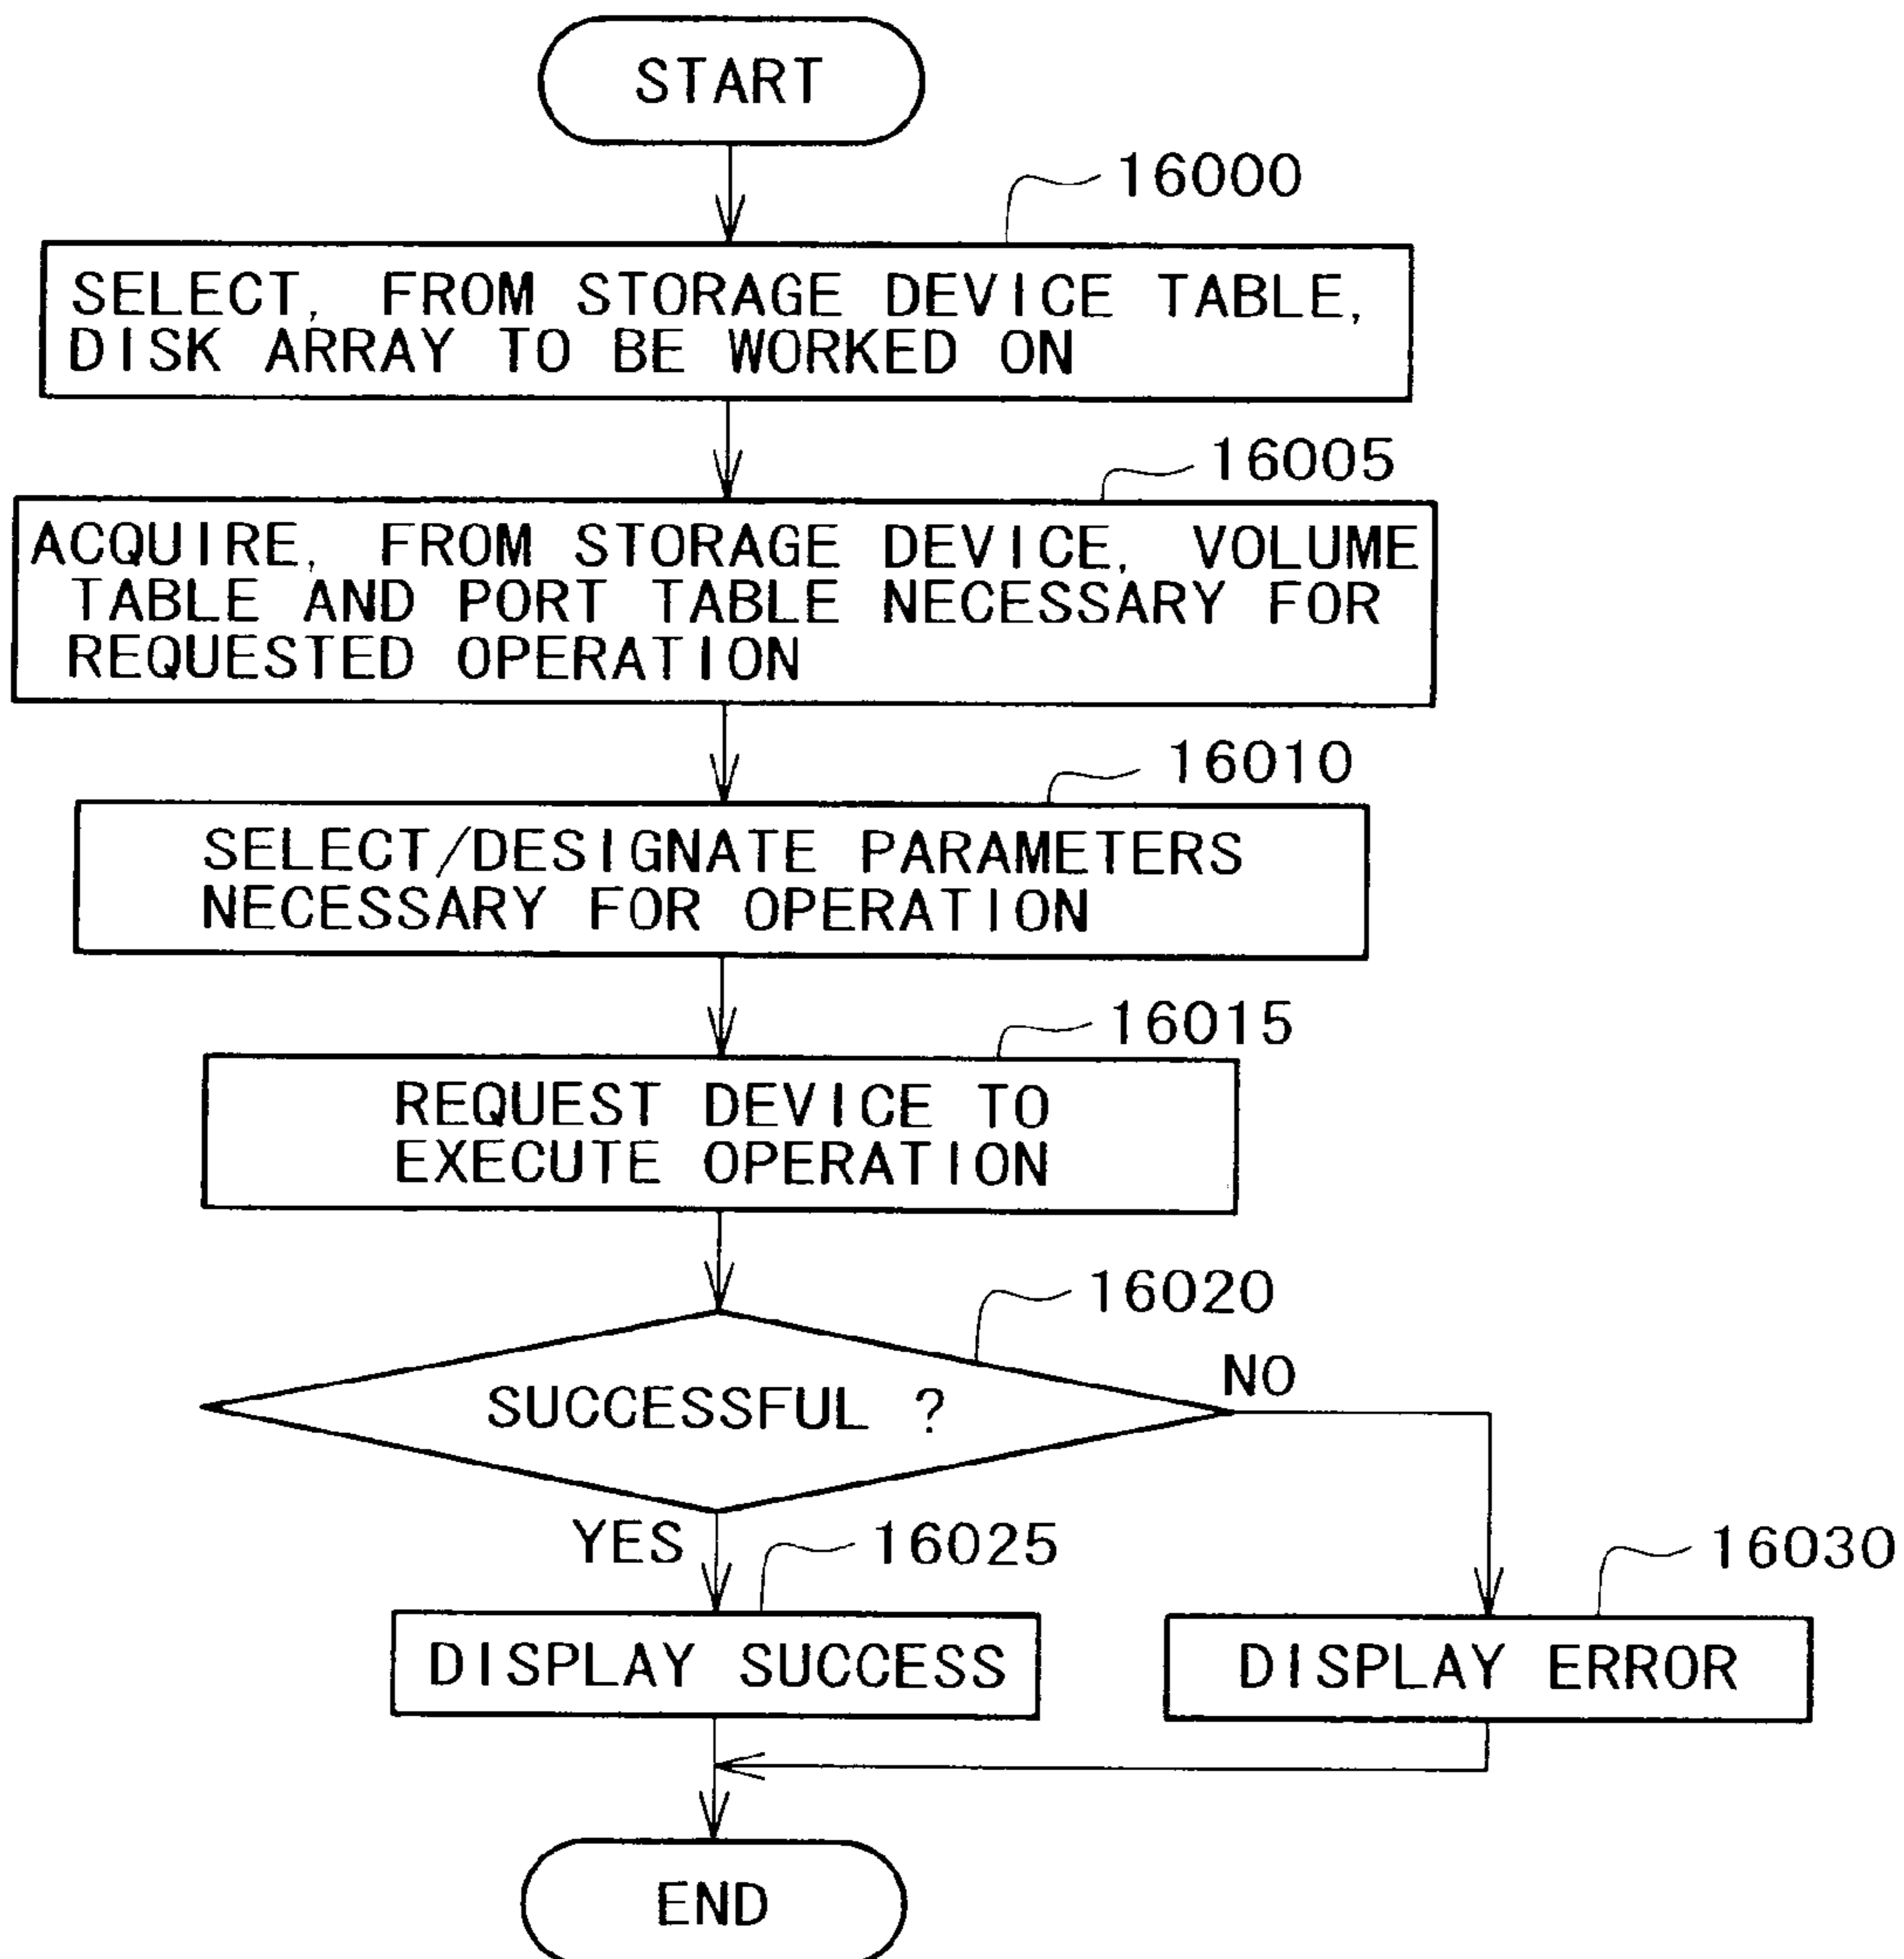 START
16000
SELECT, FROM STORAGE DEVICE TABLE,
DISK ARRAY TO BE WORKED ON
16005
ACQUIRE, FROM STORAGE DEVICE, VOLUME
TABLE AND PORT TABLE NECESSARY FOR
REQUESTED OPERATION
16010
SELECT/DESIGNATE PARAMETERS
NECESSARY FOR OPERATION
16015
REQUEST DEVICE TO
EXECUTE OPERATION
16020
SUCCESSFUL ?
NO
YES
16025
16030
DISPLAY SUCCESS
DISPLAY ERROR
END